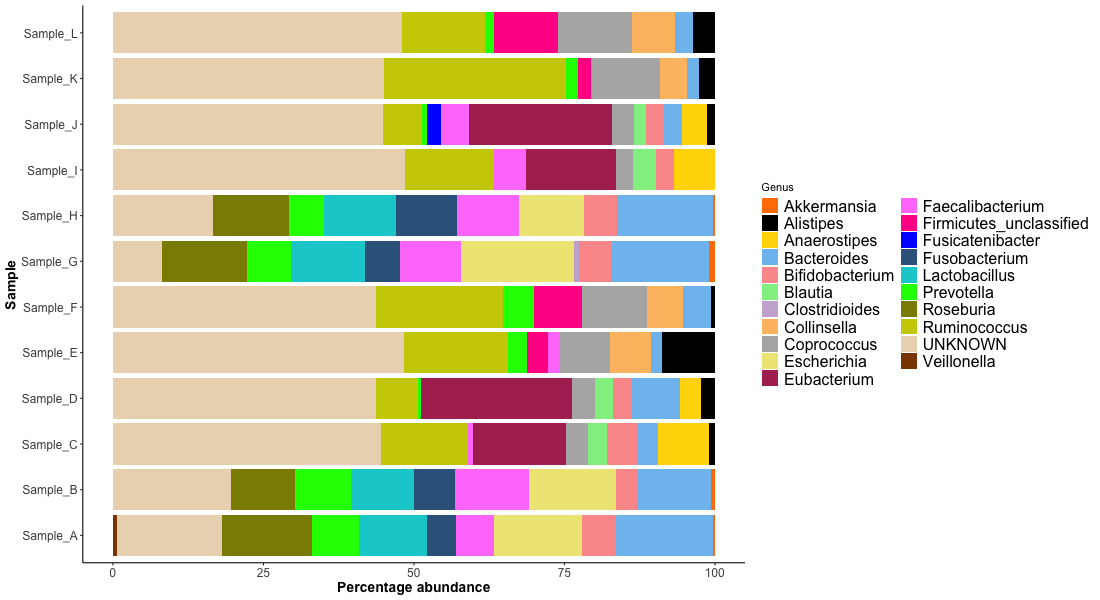 Sample_L
Sample_K
Sample_J
Sample_I
Sample_H
Sample_G
Sample_F
Sample_E
Sample_D
Sample_C
Sample_B
Sample_A
Sample
0 25 50 75 100
Percentage abundance
Genus
Akkermansia
Alistipes
Anaerostipes
Bacteroides
Bifidobacterium
Blautia
Clostridioides
Collinsella
Coprococcus
Escherichia
Eubacterium
Faecalibacterium
Firmicutes_unclassified
Fusicatenibacter
Fusobacterium
Lactobacillus
Prevotella
Roseburia
Ruminococcus
UNKNOWN
Veillonella